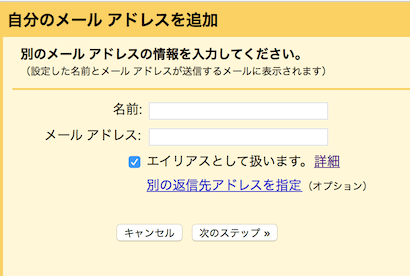 自分のメール アドレスを追加
別のメール アドレスの情報を入力してください。
（設定した名前とメール アドレスが送信するメールに表示されます）
名前:
メール アドレス:
エイリアスとして扱います。詳細
別の返信先アドレスを指定（オプション）
キャンセル 次のステップ »